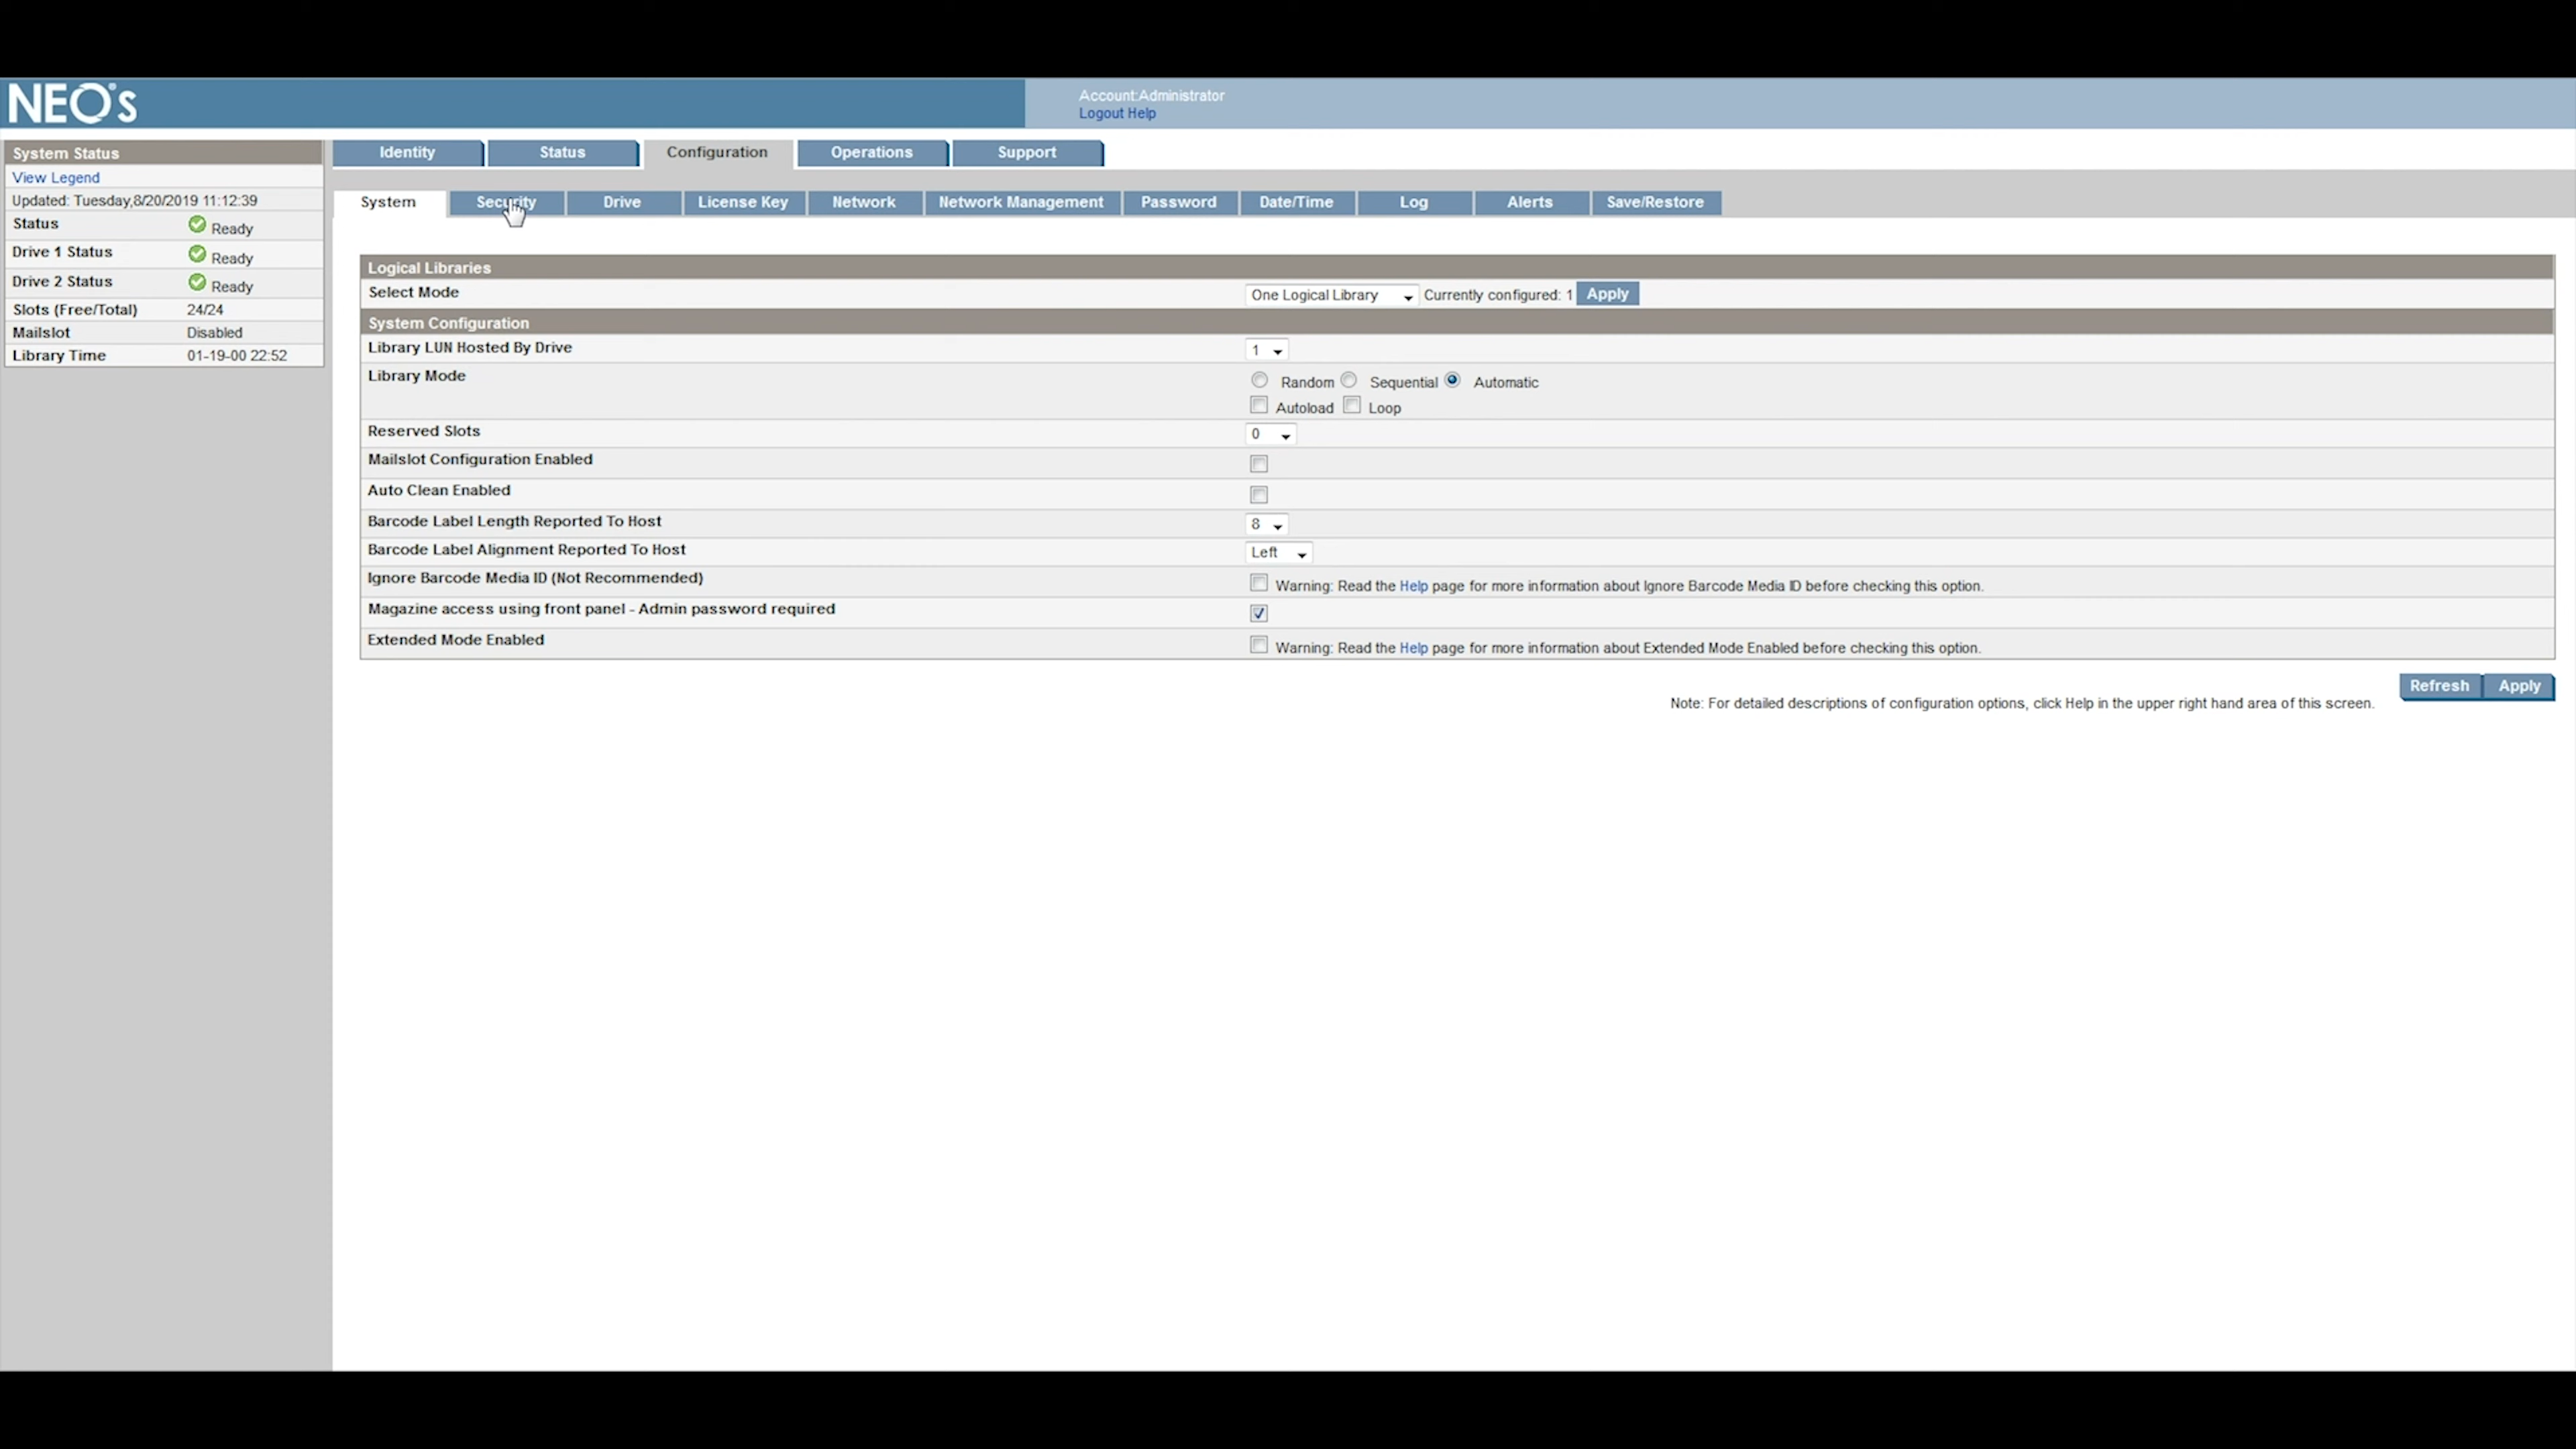 NEO's
Account:Administrator
Logout Help
System Status
View Legend
Updated: Tuesday,8/20/2019 11:12:39
Status Ready
Drive 1 Status Ready
Drive 2 Status Ready
Slots (Free/Total) 24/24
Mailslot Disabled
Library Time 01-19-00 22:52
Identity Status Configuration Operations Support
System Security Drive License Key Network Network Management Password Date/Time Log Alerts Save/Restore
Logical Libraries
Select Mode One Logical Library Currently configured: 1 Apply
System Configuration
Library LUN Hosted By Drive 1
Library Mode Random Sequential Automatic
Autoload Loop
Reserved Slots 0
Mailslot Configuration Enabled
Auto Clean Enabled
Barcode Label Length Reported To Host 8
Barcode Label Alignment Reported To Host Left
Ignore Barcode Media ID (Not Recommended) Warning: Read the Help page for more information about Ignore Barcode Media ID before checking this option.
Magazine access using front panel - Admin password required
Extended Mode Enabled Warning: Read the Help page for more information about Extended Mode Enabled before checking this option.
Refresh Apply
Note: For detailed descriptions of configuration options, click Help in the upper right hand area of this screen.